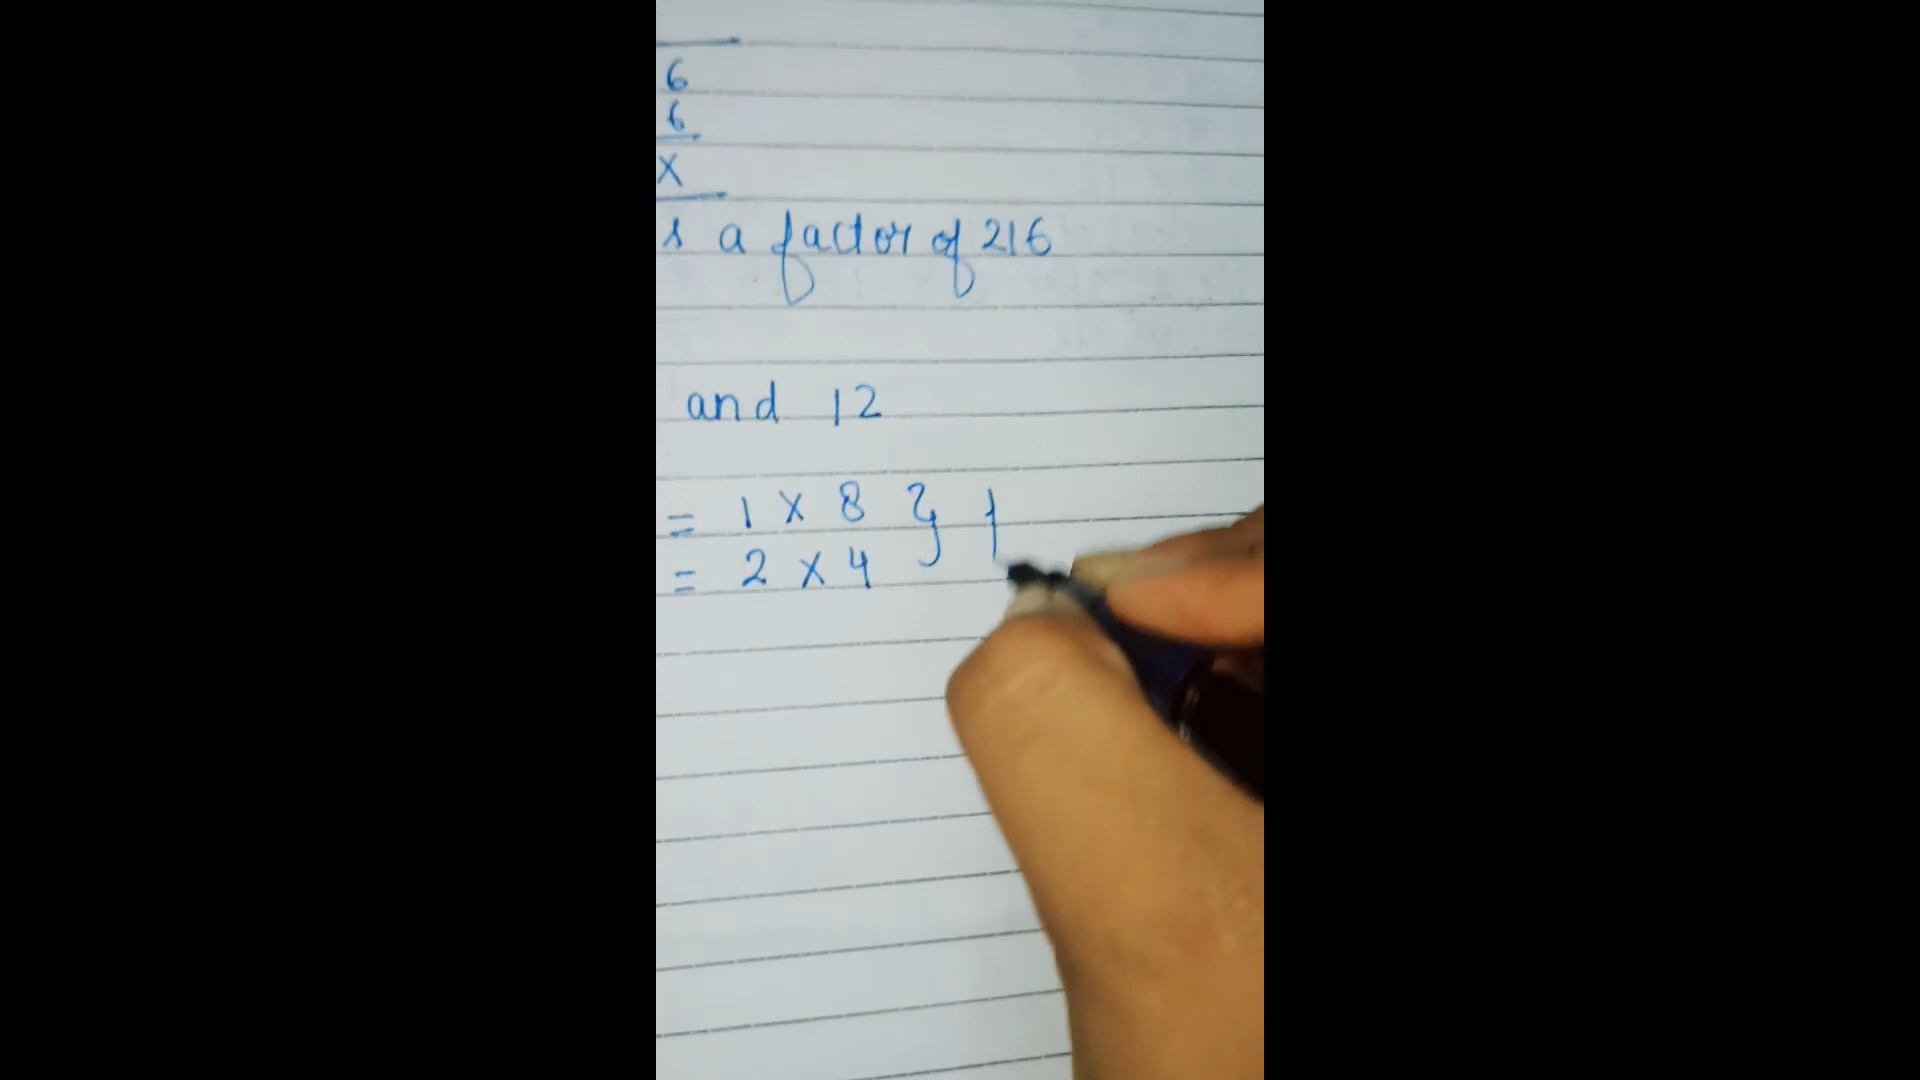 6
6
x
s a factor of 216
and 12
= 1 x 8 }
= 2 x 4